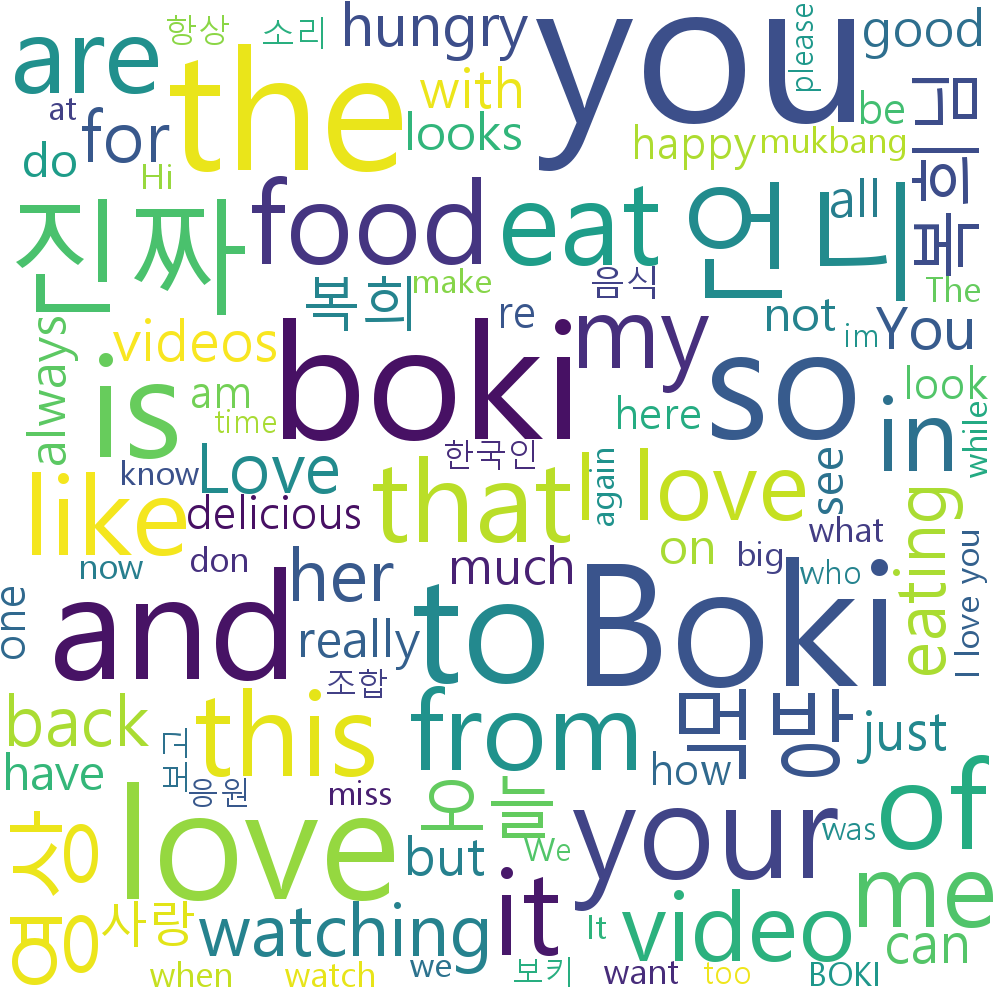 are
항상
소리
hungry
you
please
good
the
at
for
with
looks
be
복희님
do
Hi
happy
mukbang
진짜
food
eat
언니
all
복희
make
음식
The
always
videos
re
my
not
im
You
is
am
time
boki
here
so
look
in
while
know
Love
한국인
like
delicious
that
I love
again
see
what
eating
now
don
her
much
on
big
who
one
and
really
to
Boki
I love you
back
this
조합
from
먹방
just
have
보고
응원
miss
오늘
how
영상
love
but
We
your
was
of
사랑
watching
it
It
video
me
can
when
watch
we
보키
want
too
BOKI